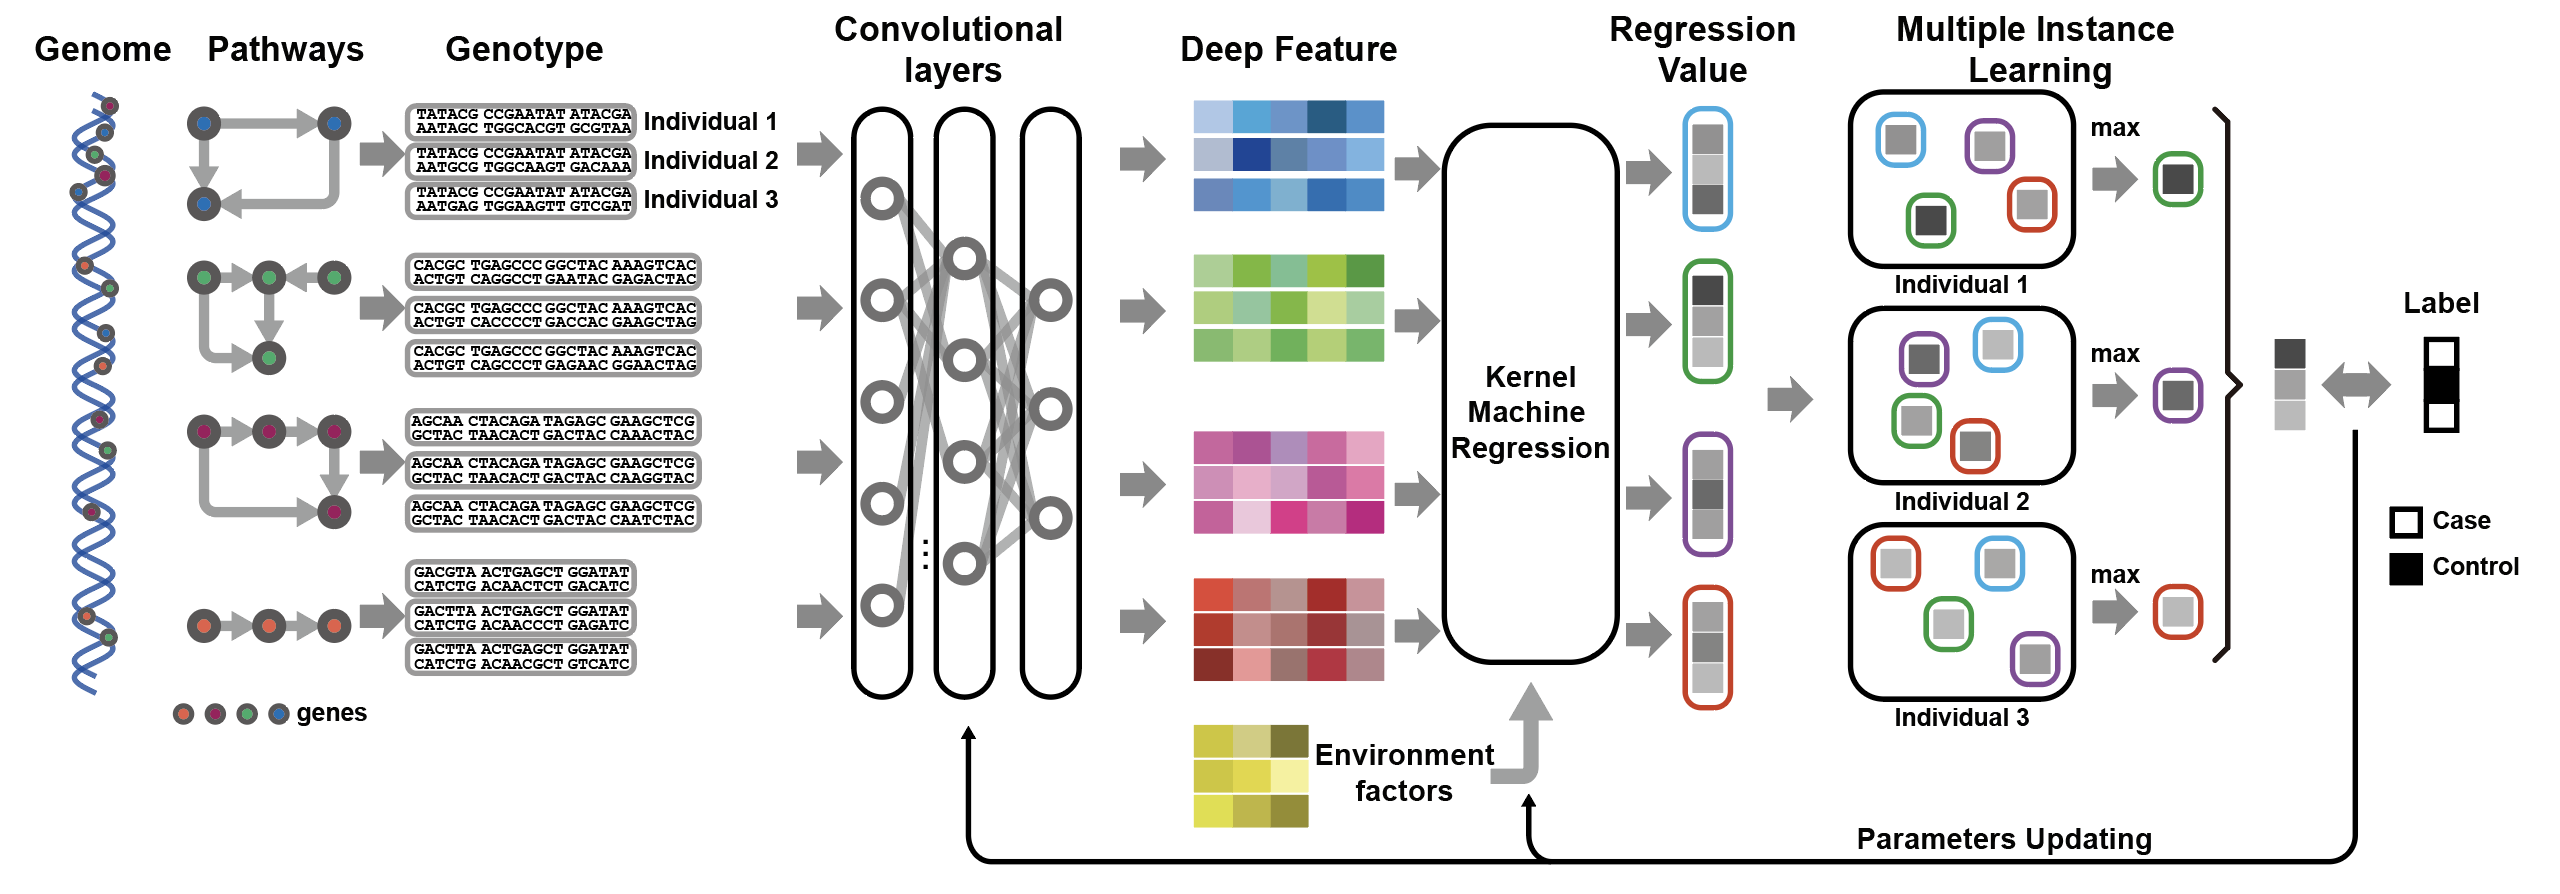 Genome
Pathways
Genotype
Convolutional
layers
Deep Feature
Regression
Value
Multiple Instance
Learning
TATACG CCGAATAT ATACGA
AATAGC TGGCACGT GCGTAA
Individual 1
TATACG CCGAATAT ATACGA
AATGCG TGGCAAGT GACAAA
Individual 2
TATACG CCGAATAT ATACGA
AATGAG TGGAAGTT GTCGAT
Individual 3
CACGC TGAGCCC GGCTAC AAAGTCAC
ACTGT CAGGCCT GAATAC GAGACTAC
CACGC TGAGCCC GGCTAC AAAGTCAC
ACTGT CACCCCT GACCAC GAAGCTAG
CACGC TGAGCCC GGCTAC AAAGTCAC
ACTGT CAGCCCT GAGAAC GGAACTAG
AGCAA CTACAGA TAGAGC GAAGCTCG
GCTAC TAACACT GACTAC CAAACTAC
AGCAA CTACAGA TAGAGC GAAGCTCG
GCTAC TAACACT GACTAC CAAGGTAC
AGCAA CTACAGA TAGAGC GAAGCTCG
GCTAC TAACACT GACTAC CAATCTAC
GACGTA ACTGAGCT GGATAT
CATCTG ACAACTCT GACATC
GACTTA ACTGAGCT GGATAT
CATCTG ACAACCCT GAGATC
GACTTA ACTGAGCT GGATAT
CATCTG ACAACGCT GTCATC
genes
...
Kernel
Machine
Regression
Environment
factors
max
Individual 1
max
Individual 2
max
Individual 3
Label
Case
Control
Parameters Updating